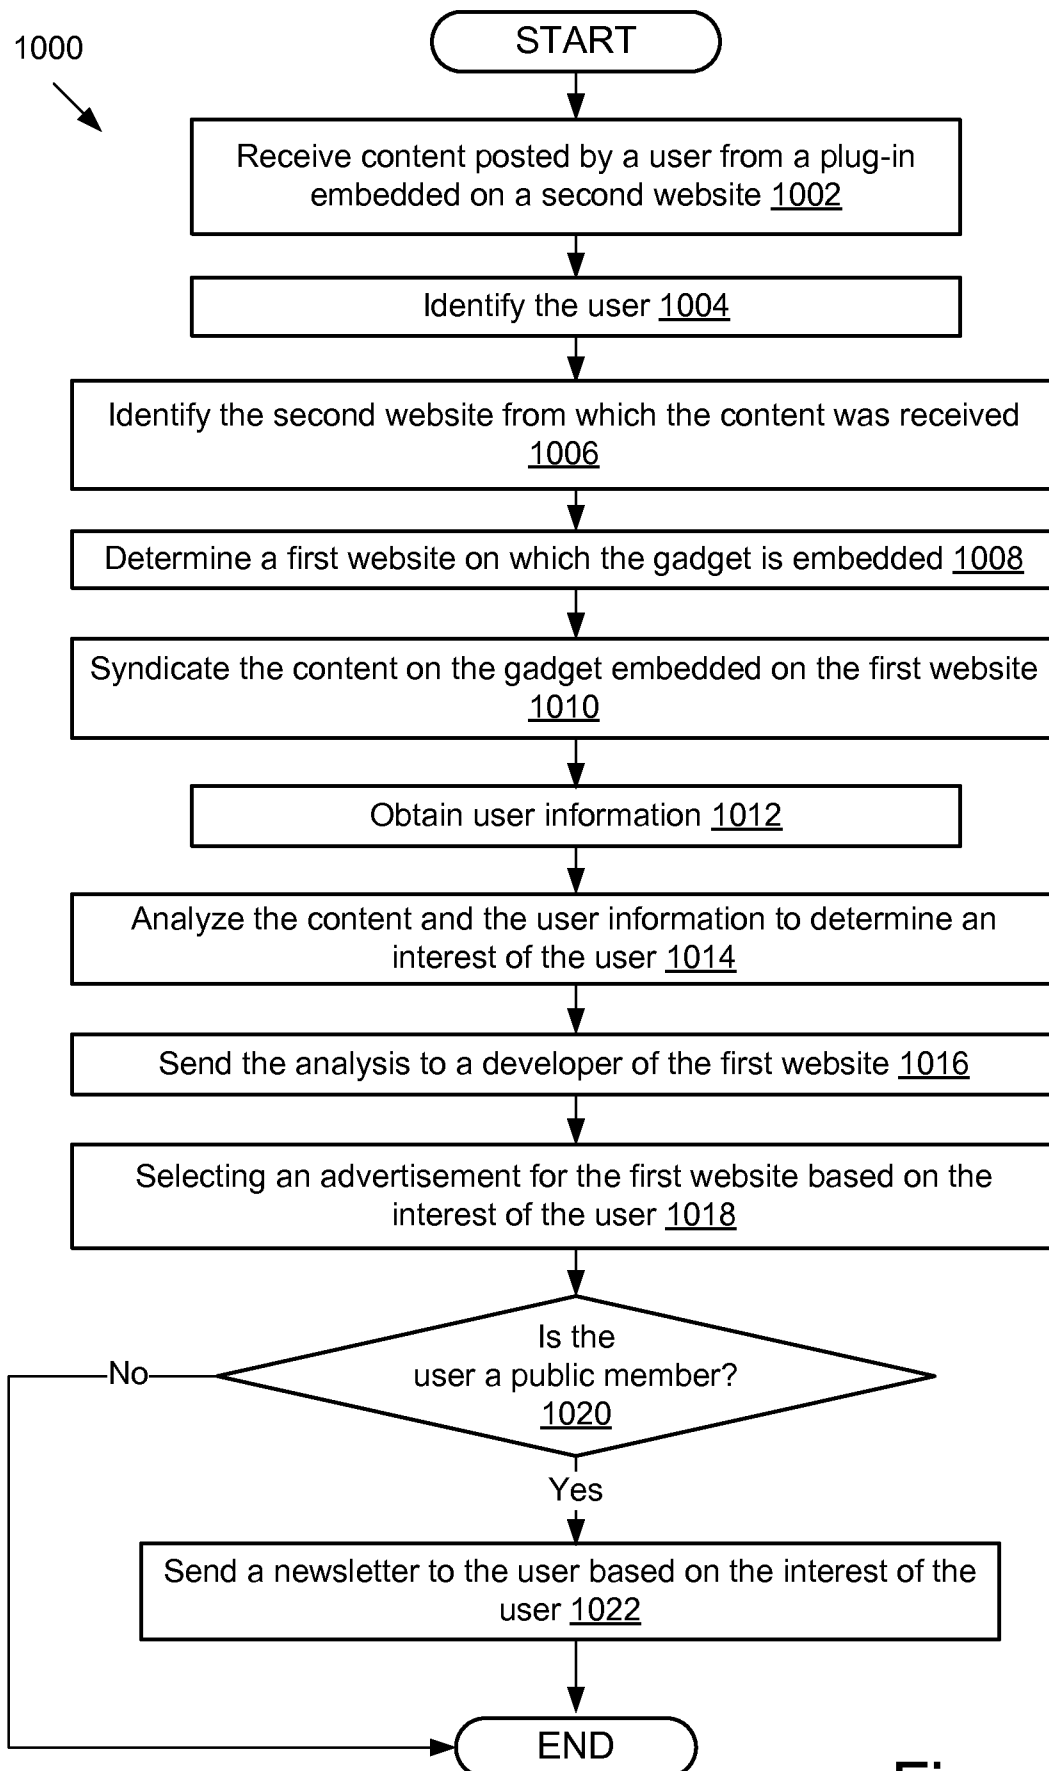 1000
START
Receive content posted by a user from a plug-in
embedded on a second website 1002
Identify the user 1004
Identify the second website from which the content was received
1006
Determine a first website on which the gadget is embedded 1008
Syndicate the content on the gadget embedded on the first website
1010
Obtain user information 1012
Analyze the content and the user information to determine an
interest of the user 1014
Send the analysis to a developer of the first website 1016
Selecting an advertisement for the first website based on the
interest of the user 1018
Is the
user a public member?
1020
No
Yes
Send a newsletter to the user based on the interest of the
user 1022
END